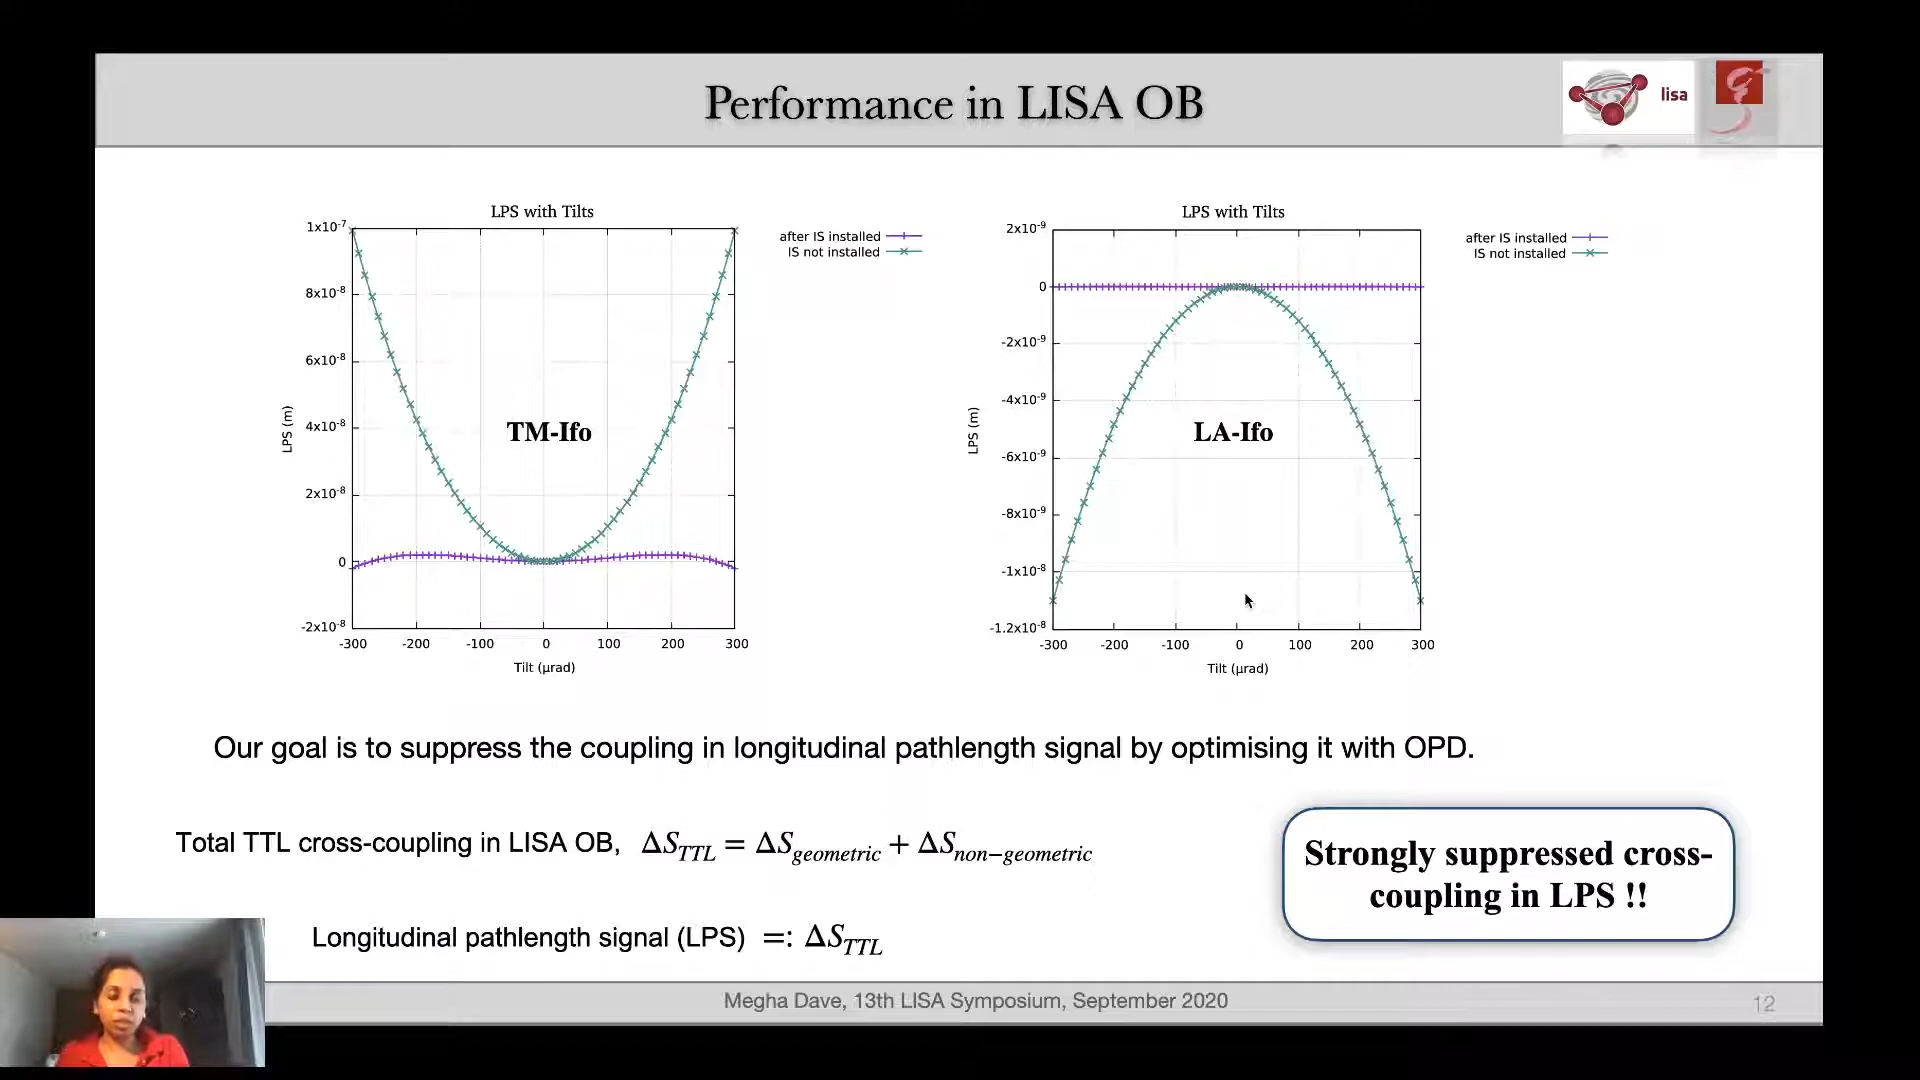 Performance in LISA OB
lisa
LPS with Tilts
after IS installed
IS not installed
1x10⁻⁷
8x10⁻⁸
6x10⁻⁸
4x10⁻⁸
2x10⁻⁸
0
-2x10⁻⁸
LPS (m)
TM-Ifo
-300 -200 -100 0 100 200 300
Tilt (μrad)
LPS with Tilts
after IS installed
IS not installed
2x10⁻⁹
0
-2x10⁻⁹
-4x10⁻⁹
-6x10⁻⁹
-8x10⁻⁹
-1x10⁻⁸
-1.2x10⁻⁸
LPS (m)
LA-Ifo
-300 -200 -100 0 100 200 300
Tilt (μrad)
Our goal is to suppress the coupling in longitudinal pathlength signal by optimising it with OPD.
Total TTL cross-coupling in LISA OB, ΔS_TTL = ΔS_geometric + ΔS_non−geometric
Longitudinal pathlength signal (LPS) =: ΔS_TTL
Strongly suppressed cross-
coupling in LPS !!
Megha Dave, 13th LISA Symposium, September 2020
12